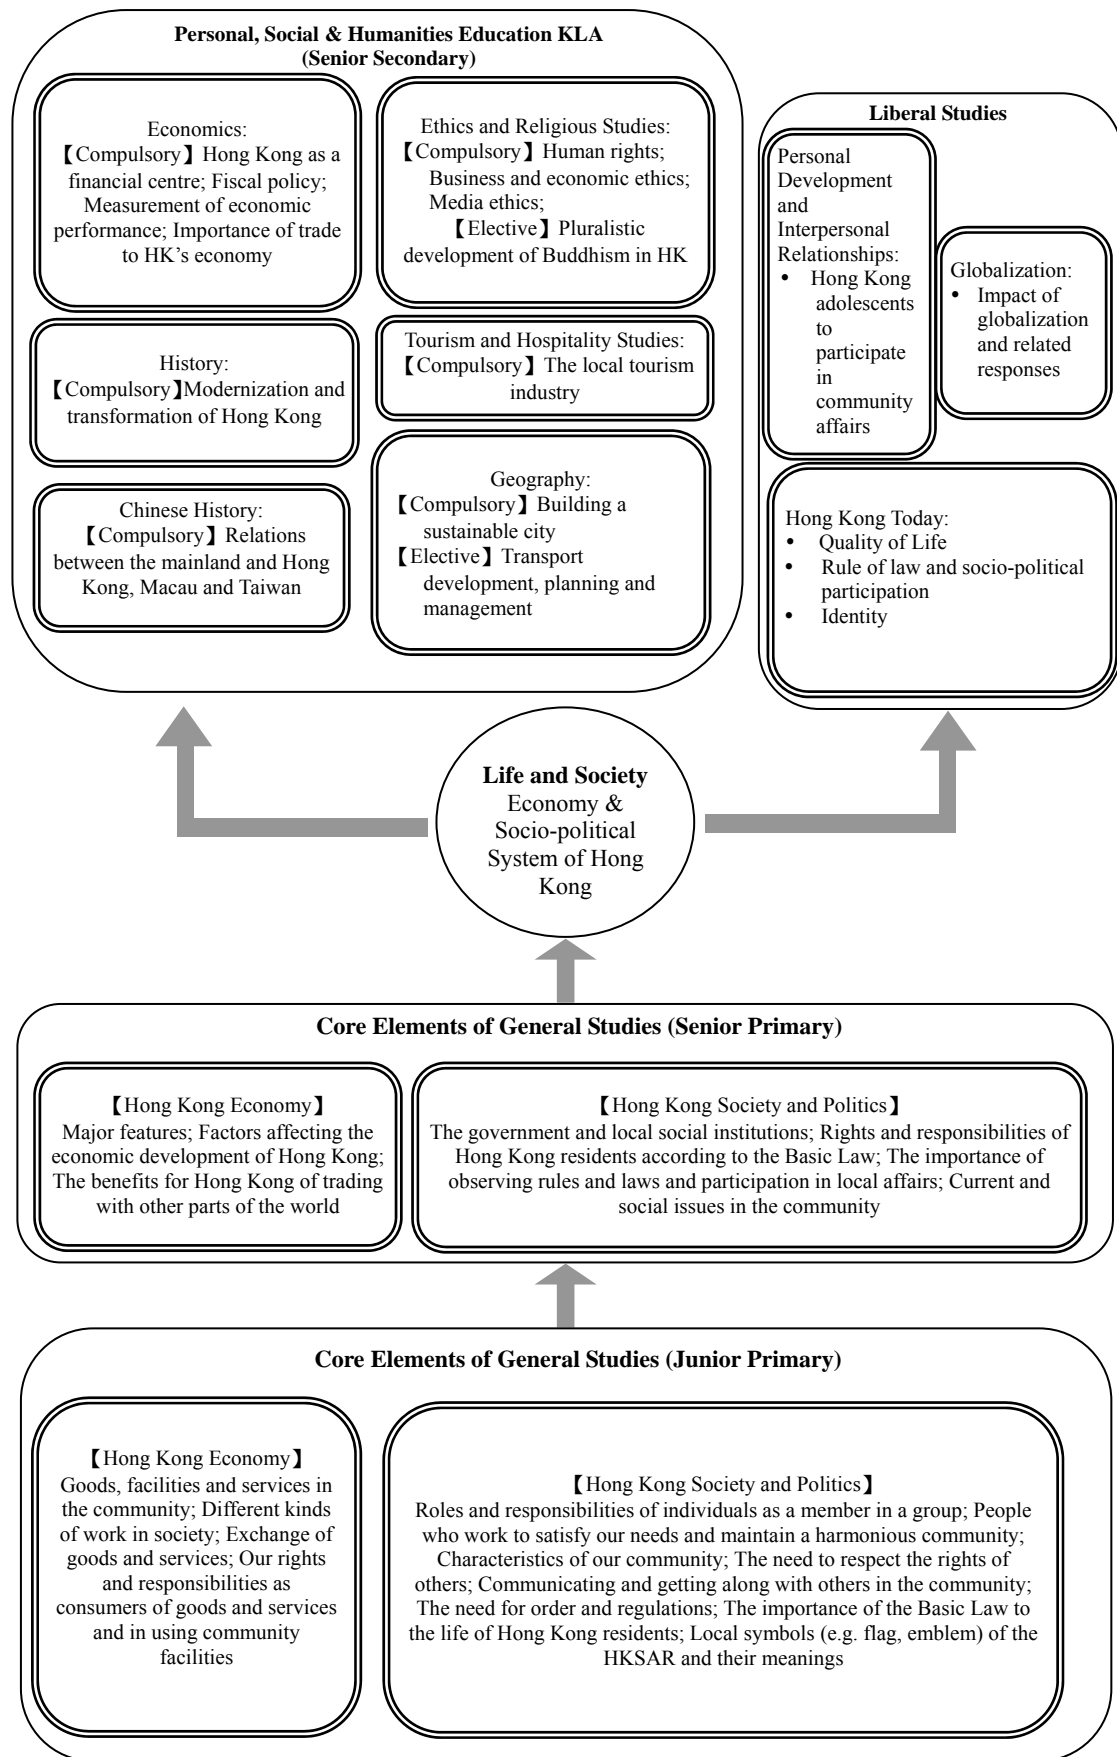 Personal, Social & Humanities Education KLA
(Senior Secondary)
Economics:
【Compulsory】Hong Kong as a
financial centre; Fiscal policy;
Measurement of economic
performance; Importance of trade
to HK's economy
Ethics and Religious Studies:
【Compulsory】Human rights;
Business and economic ethics;
Media ethics;
【Elective】Pluralistic
development of Buddhism in HK
History:
【Compulsory】Modernization and
transformation of Hong Kong
Tourism and Hospitality Studies:
【Compulsory】The local tourism
industry
Chinese History:
【Compulsory】Relations
between the mainland and Hong
Kong, Macau and Taiwan
Geography:
【Compulsory】Building a
sustainable city
【Elective】Transport
development, planning and
management
Liberal Studies
Personal
Development
and
Interpersonal
Relationships:
• Hong Kong
adolescents
to
participate
in
community
affairs
Globalization:
• Impact of
globalization
and related
responses
Hong Kong Today:
• Quality of Life
• Rule of law and socio-political
participation
• Identity
Life and Society
Economy &
Socio-political
System of Hong
Kong
Core Elements of General Studies (Senior Primary)
【Hong Kong Economy】
Major features; Factors affecting the
economic development of Hong Kong;
The benefits for Hong Kong of trading
with other parts of the world
【Hong Kong Society and Politics】
The government and local social institutions; Rights and responsibilities of
Hong Kong residents according to the Basic Law; The importance of
observing rules and laws and participation in local affairs; Current and
social issues in the community
Core Elements of General Studies (Junior Primary)
【Hong Kong Economy】
Goods, facilities and services in
the community; Different kinds
of work in society; Exchange of
goods and services; Our rights
and responsibilities as
consumers of goods and services
and in using community
facilities
【Hong Kong Society and Politics】
Roles and responsibilities of individuals as a member in a group; People
who work to satisfy our needs and maintain a harmonious community;
Characteristics of our community; The need to respect the rights of
others; Communicating and getting along with others in the community;
The need for order and regulations; The importance of the Basic Law to
the life of Hong Kong residents; Local symbols (e.g. flag, emblem) of the
HKSAR and their meanings